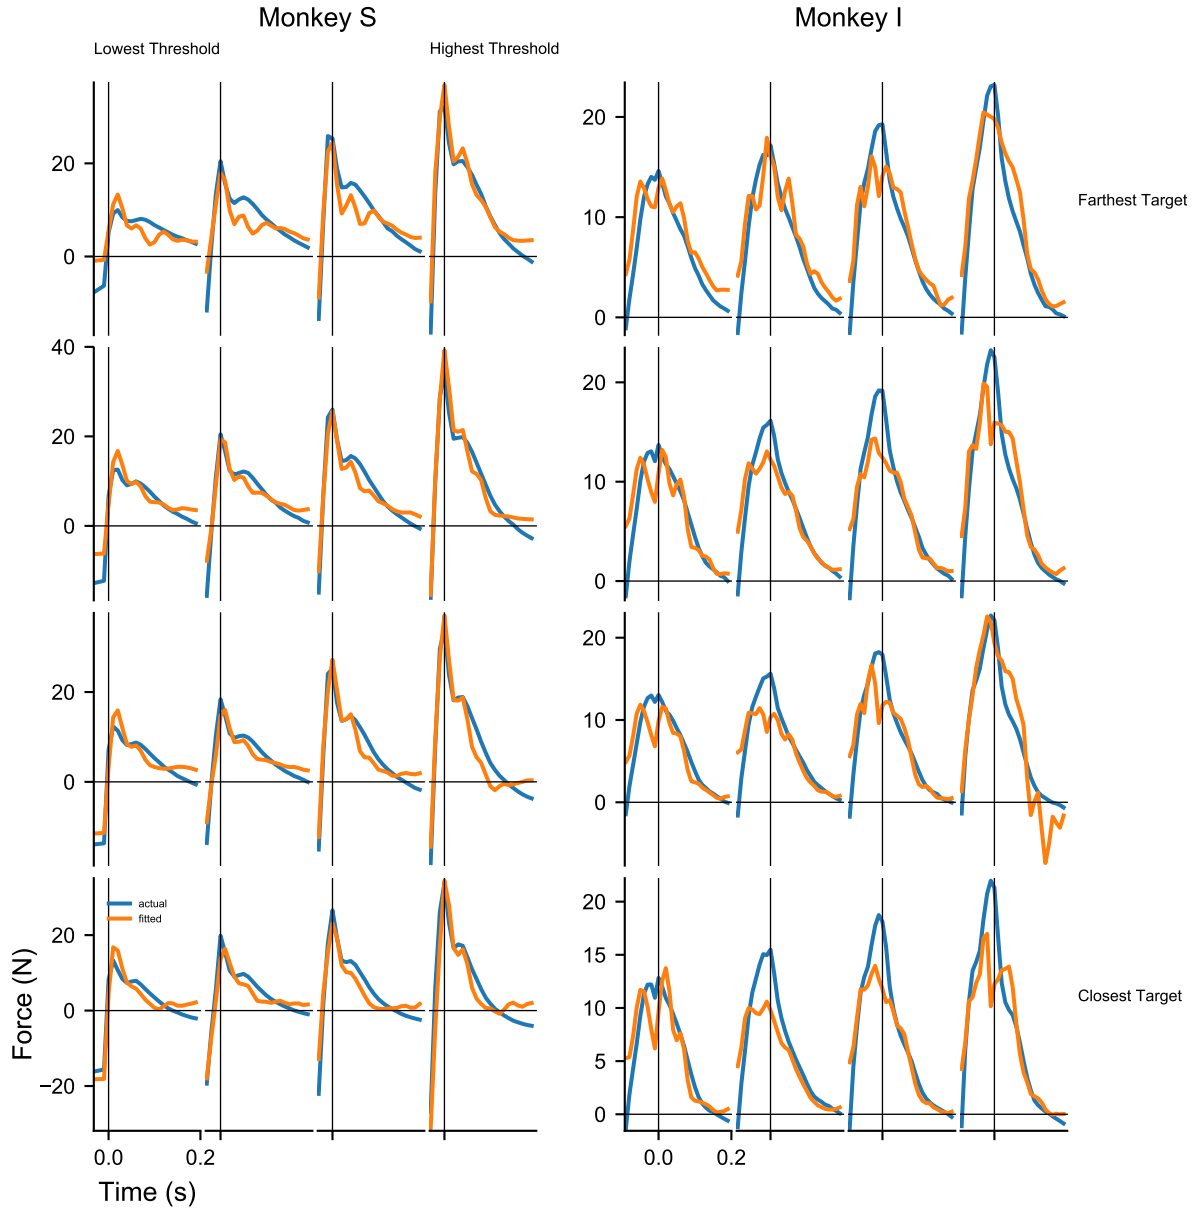 Monkey S
Monkey I
Lowest Threshold
Highest Threshold
20
0
20
10
0
Farthest Target
40
20
0
20
10
0
20
0
20
10
0
actual
fitted
20
0
−20
20
15
10
5
0
Closest Target
Force (N)
0.0
0.2
0.0
0.2
Time (s)